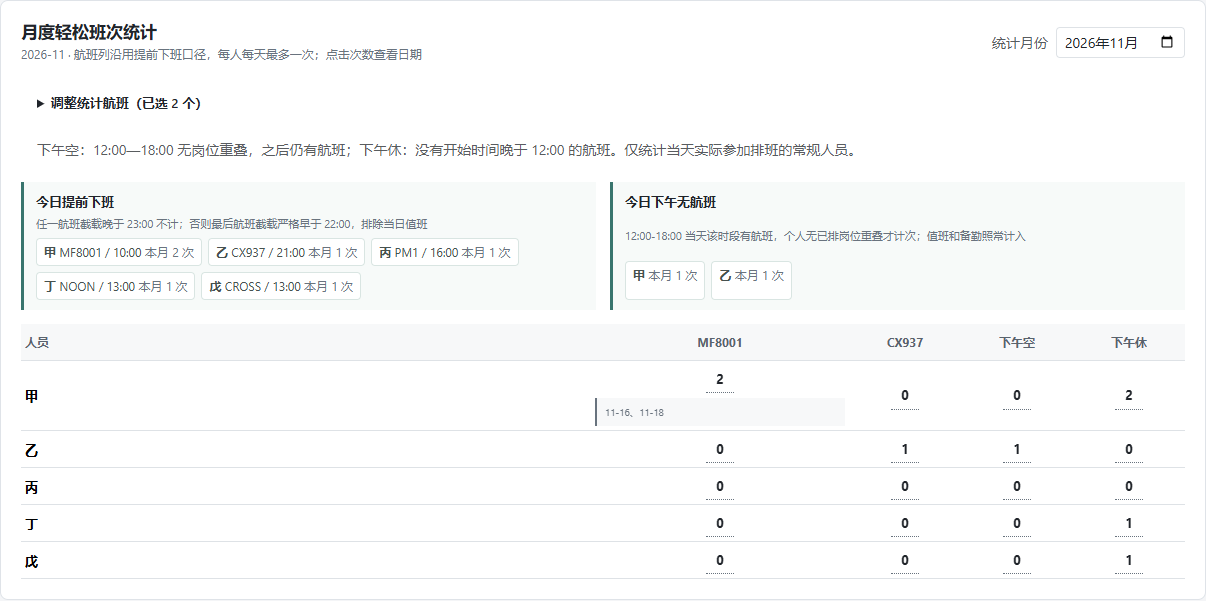 月度轻松班次统计
2026-11 · 航班列沿用提前下班口径，每人每天最多一次；点击次数查看日期
统计月份 2026年11月
▶ 调整统计航班（已选 2 个）
下午空：12:00—18:00 无岗位重叠，之后仍有航班；下午休：没有开始时间晚于 12:00 的航班。仅统计当天实际参加排班的常规人员。
今日提前下班
任一航班截载晚于 23:00 不计；否则最后航班截载严格早于 22:00，排除当日值班
甲 MF8001 / 10:00 本月 2 次 乙 CX937 / 21:00 本月 1 次 丙 PM1 / 16:00 本月 1 次
丁 NOON / 13:00 本月 1 次 戊 CROSS / 13:00 本月 1 次
今日下午无航班
12:00-18:00 当天该时段有航班，个人无已排岗位重叠才计次；值班和备勤照常计入
甲 本月 1 次 乙 本月 1 次
人员 MF8001 CX937 下午空 下午休
甲 2 0 0 2
11-16、11-18
乙 0 1 1 0
丙 0 0 0 0
丁 0 0 0 1
戊 0 0 0 1